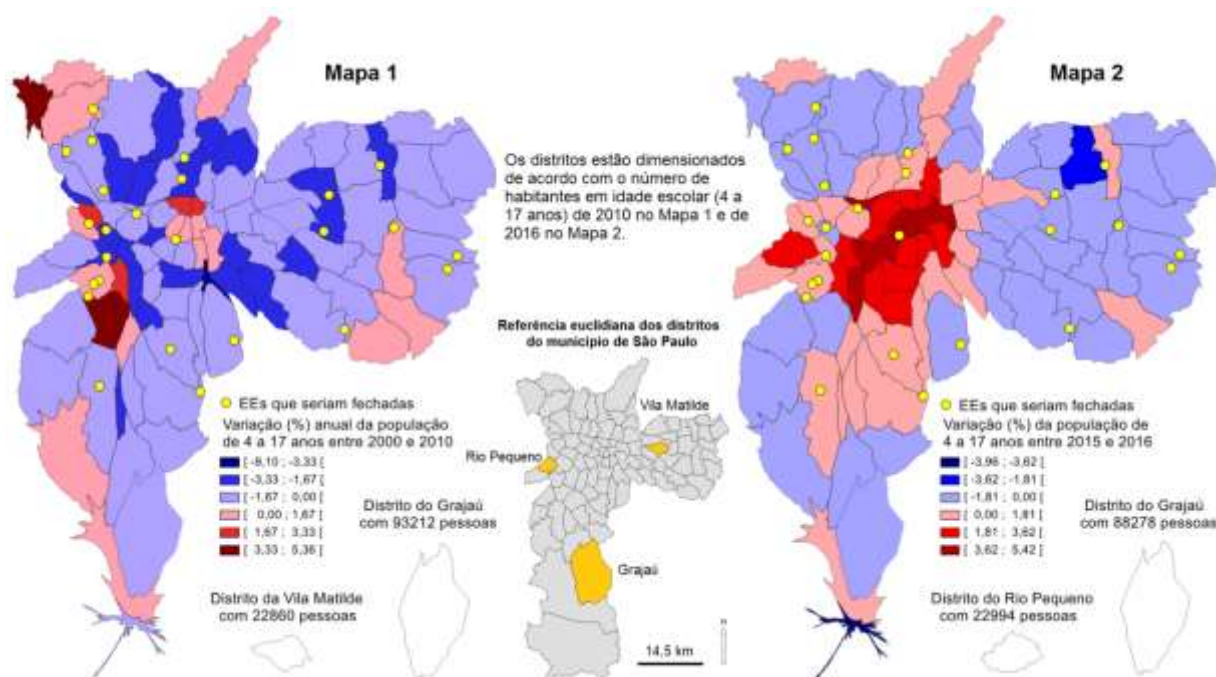 Mapa 1
Mapa 2
Os distritos estão dimensionados
de acordo com o número de
habitantes em idade escolar (4 a
17 anos) de 2010 no Mapa 1 e de
2016 no Mapa 2.
Referência euclidiana dos distritos
do município de São Paulo
Vila Matilde
Rio Pequeno
Grajaú
14,5 km
EEs que seriam fechadas
Variação (%) anual da população
de 4 a 17 anos entre 2000 e 2010
[ -3,33 ; -1,67 [
[ -1,67 ; 0,00 [
[ 0,00 ; 1,67 [
[ 1,67 ; 3,33 [
[ 3,33 ; 5,36 [
Distrito do Grajaú
com 93212 pessoas
Distrito da Vila Matilde
com 22860 pessoas
EEs que seriam fechadas
Variação (%) da população de
4 a 17 anos entre 2015 e 2016
[ -3,96 ; -3,62 [
[ -3,62 ; -1,81 [
[ -1,81 ; 0,00 [
[ 0,00 ; 1,81 [
[ 1,81 ; 3,62 [
[ 3,62 ; 5,42 [
Distrito do Grajaú
com 88278 pessoas
Distrito do Rio Pequeno
com 22994 pessoas